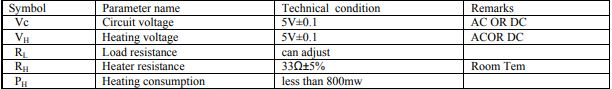 Symbol Parameter name Technical condition Remarks
Vc Circuit voltage 5V±0.1 AC OR DC
VH Heating voltage 5V±0.1 ACOR DC
RL Load resistance can adjust
RH Heater resistance 33Ω±5% Room Tem
PH Heating consumption less than 800mw